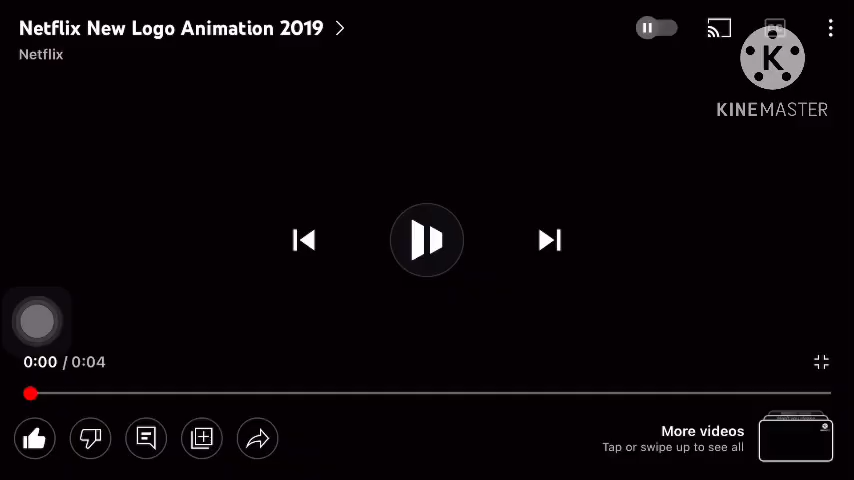 Netflix New Logo Animation 2019
Netflix
K
KINEMASTER
0:00 / 0:04
More videos
Tap or swipe up to see all